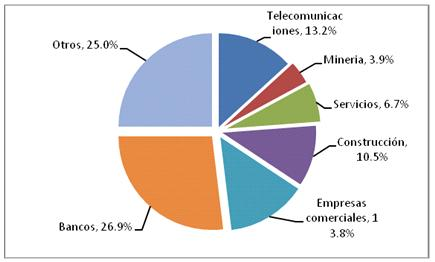 Telecomunicac
iones, 13.2%
Mineria, 3.9%
Servicios, 6.7%
Construcción,
10.5%
Empresas
comerciales, 1
3.8%
Bancos, 26.9%
Otros, 25.0%